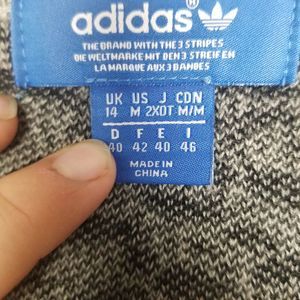 adidas®
THE BRAND WITH THE 3 STRIPES
DIE WELTMARKE MIT DEN 3 STREIFEN
LA MARQUE AUX 3 BANDES
UK US J CDN
14 M 2XOT M/M
D F E I
40 42 40 46
MADE IN
CHINA